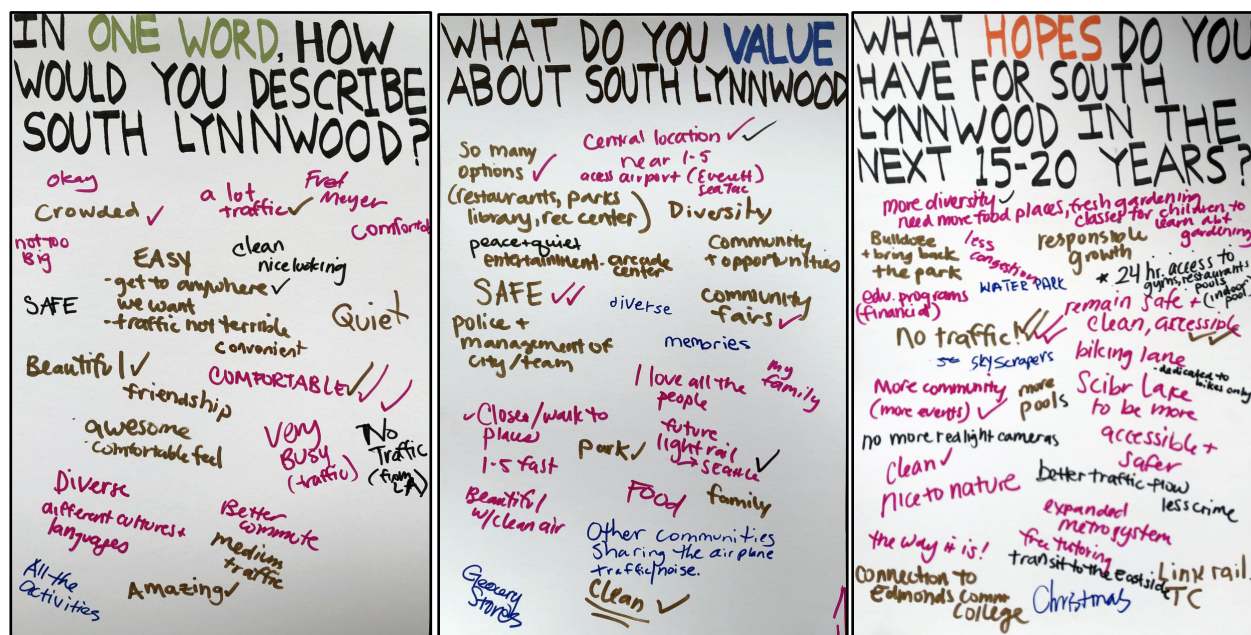 IN ONE WORD, HOW
WOULD YOU DESCRIBE
SOUTH LYNNWOOD?
okay
a lot
traffic
Fred
Meyer
Crowded
Comfortable
not too
Big
clean
nice looking
EASY
-get to anywhere
we want
-traffic not terrible
convenient
SAFE
Quiet
Beautiful
COMFORTABLE
friendship
awesome
comfortable feel
Very
BUSY
(traffic)
No
Traffic
(from
LA)
Diverse
different cultures +
languages
Better
commute
medium
traffic
All the
activities
Amazing
WHAT DO YOU VALUE
ABOUT SOUTH LYNNWOOD
So many
options
(restaurants, parks
library, rec center)
Central location
near I-5
acess airport (Everett)
seatac
Diversity
peace+quiet
entertainment-arcade
center
Community
+ opportunities
SAFE
diverse
community
fairs
police +
management of
city/team
memories
my
family
I love all the
people
Close/walk to
places
I-5 fast
park
future
light rail
→ seattle
Beautiful
w/clean air
Food
family
Other communities
sharing the airplane
traffic/noise.
Grocery
Stores
Clean
WHAT HOPES DO YOU
HAVE FOR SOUTH
LYNNWOOD IN THE
NEXT 15-20 YEARS?
more diversity
need more food places, fresh gardening
classes for children to
learn abt
gardening
Bulldoze
+ bring back
the park
less
congestion
responsible
growth
WATER PARK
* 24 hr. access to
gyms, restaurants
pools
(indoor
pool)
edu. programs
(financial)
remain safe +
clean, accessible
No traffic!
skyscrapers
biking lane
-dedicated to
bikes only
More community
(more events)
more
pools
Scibr Lake
to be more
accessible +
safer
no more redlight cameras
clean
nice to nature
better traffic flow
less crime
expanded
metro system
the way it is!
free tutoring
transit to the eastside
Link rail.
TC
Connection to
edmonds comm
college
Christmas